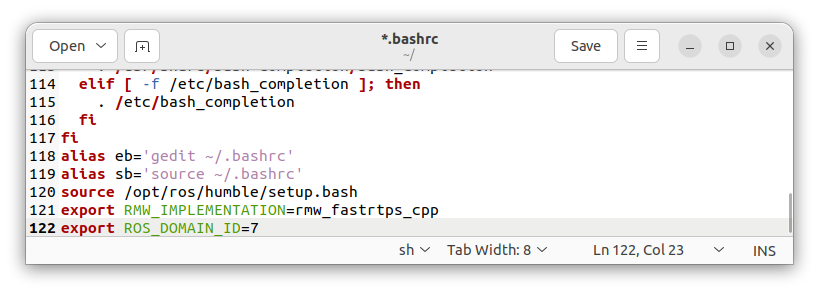 Open
*.bashrc
~/
Save
114 elif [ -f /etc/bash_completion ]; then
115 . /etc/bash_completion
116 fi
117 fi
118 alias eb='gedit ~/.bashrc'
119 alias sb='source ~/.bashrc'
120 source /opt/ros/humble/setup.bash
121 export RMW_IMPLEMENTATION=rmw_fastrtps_cpp
122 export ROS_DOMAIN_ID=7
sh Tab Width: 8 Ln 122, Col 23 INS